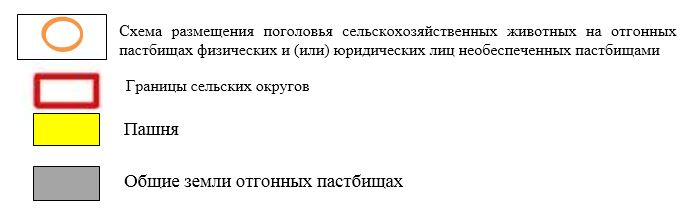 Схема размещения поголовья сельскохозяйственных животных на отгонных
пастбищах физических и (или) юридических лиц необеспеченных пастбищами
Границы сельских округов
Пашня
Общие земли отгонных пастбищах